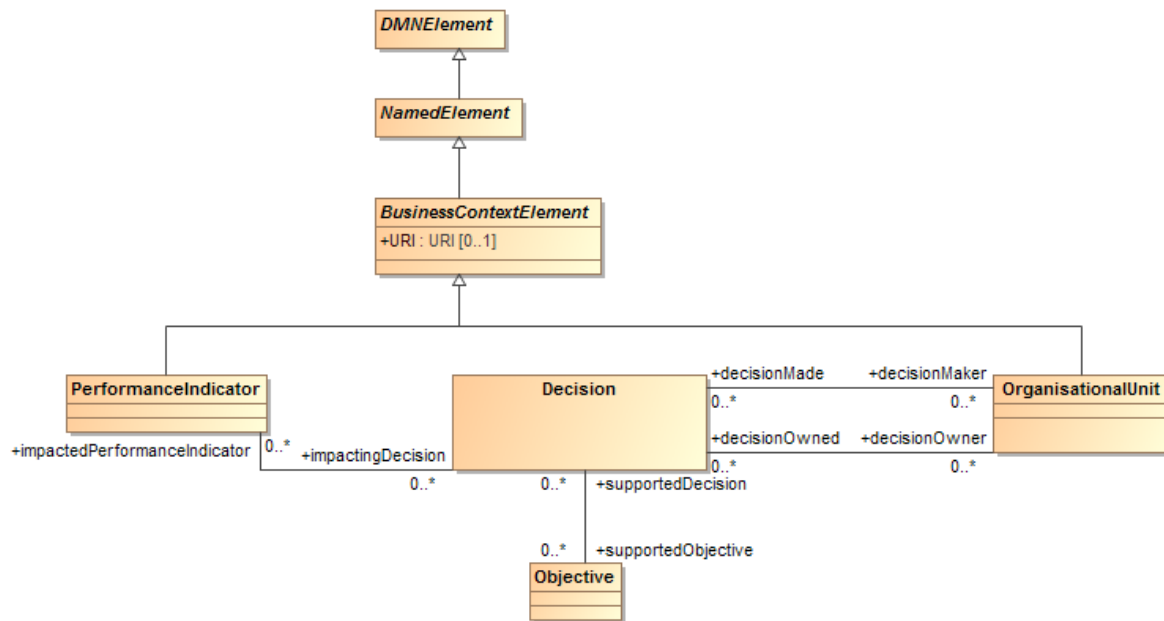 DMNElement
NamedElement
BusinessContextElement
+URI : URI [0..1]
PerformanceIndicator
Decision
+decisionMade
+decisionMaker
0..*
0..*
OrganisationalUnit
+impactedPerformanceIndicator
0..*
+impactingDecision
0..*
+decisionOwned
+decisionOwner
0..*
0..*
0..*
+supportedDecision
0..*
+supportedObjective
Objective